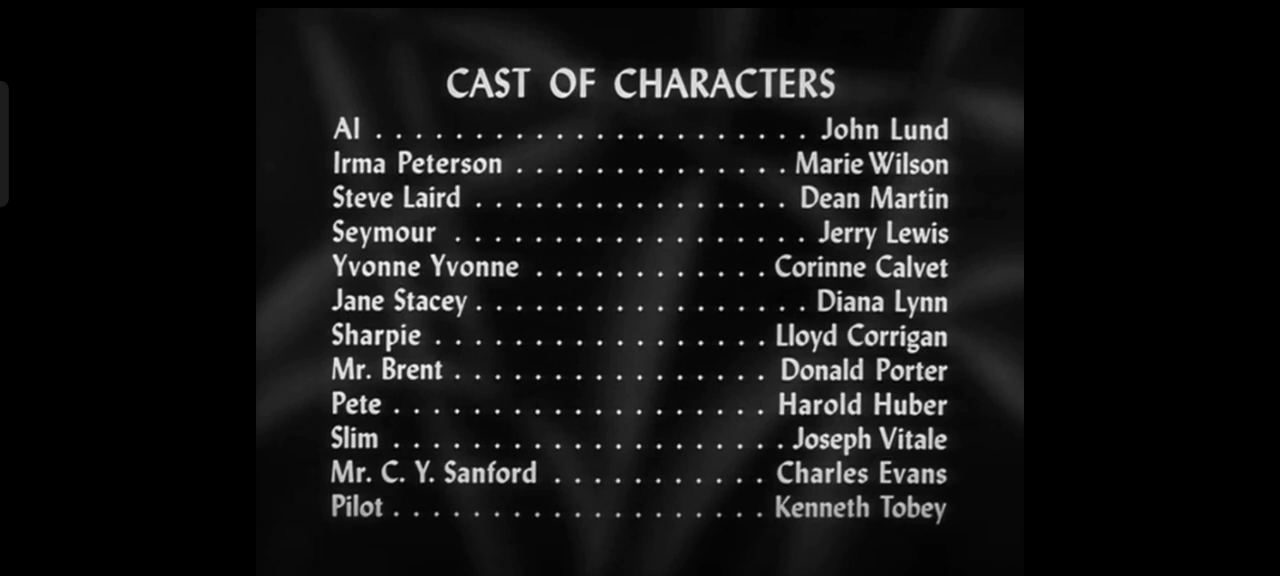 CAST OF CHARACTERS
Al . . . . . . . . . . . . . . . . . . . . . . John Lund
Irma Peterson . . . . . . . . . . . . . . Marie Wilson
Steve Laird . . . . . . . . . . . . . . . . Dean Martin
Seymour . . . . . . . . . . . . . . . . . . Jerry Lewis
Yvonne Yvonne . . . . . . . . . . . . Corinne Calvet
Jane Stacey . . . . . . . . . . . . . . . . . Diana Lynn
Sharpie . . . . . . . . . . . . . . . . . Lloyd Corrigan
Mr. Brent . . . . . . . . . . . . . . . . Donald Porter
Pete . . . . . . . . . . . . . . . . . . . Harold Huber
Slim . . . . . . . . . . . . . . . . . . . . Joseph Vitale
Mr. C. Y. Sanford . . . . . . . . . . . Charles Evans
Pilot . . . . . . . . . . . . . . . . . . . Kenneth Tobey